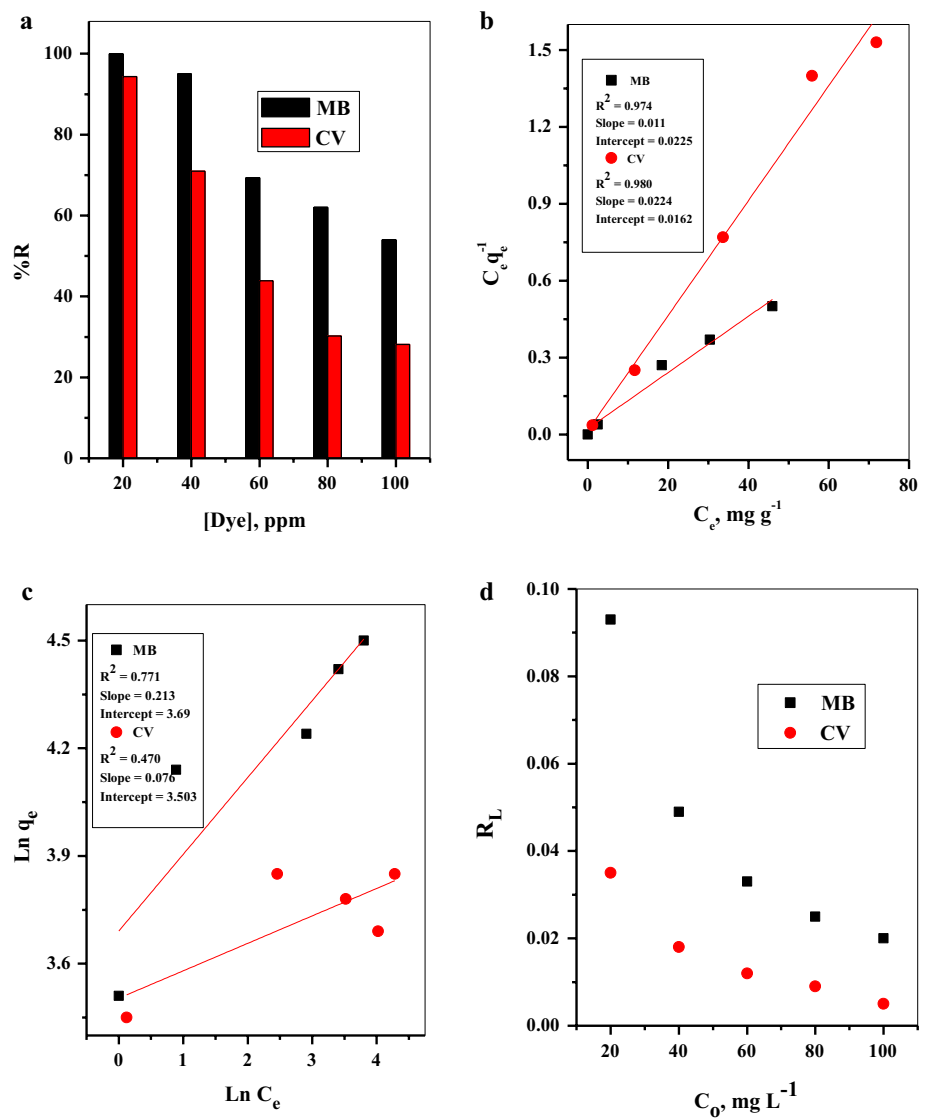 a
%R
100
80
60
40
20
0
MB
CV
20 40 60 80 100
[Dye], ppm
b
C_e q_e^-1
1.5
1.2
0.9
0.6
0.3
0.0
MB
R^2 = 0.974
Slope = 0.011
Intercept = 0.0225
CV
R^2 = 0.980
Slope = 0.0224
Intercept = 0.0162
0 20 40 60 80
C_e, mg g^-1
c
Ln q_e
4.5
4.2
3.9
3.6
MB
R^2 = 0.771
Slope = 0.213
Intercept = 3.69
CV
R^2 = 0.470
Slope = 0.076
Intercept = 3.503
0 1 2 3 4
Ln C_e
d
R_L
0.10
0.08
0.06
0.04
0.02
0.00
MB
CV
20 40 60 80 100
C_o, mg L^-1